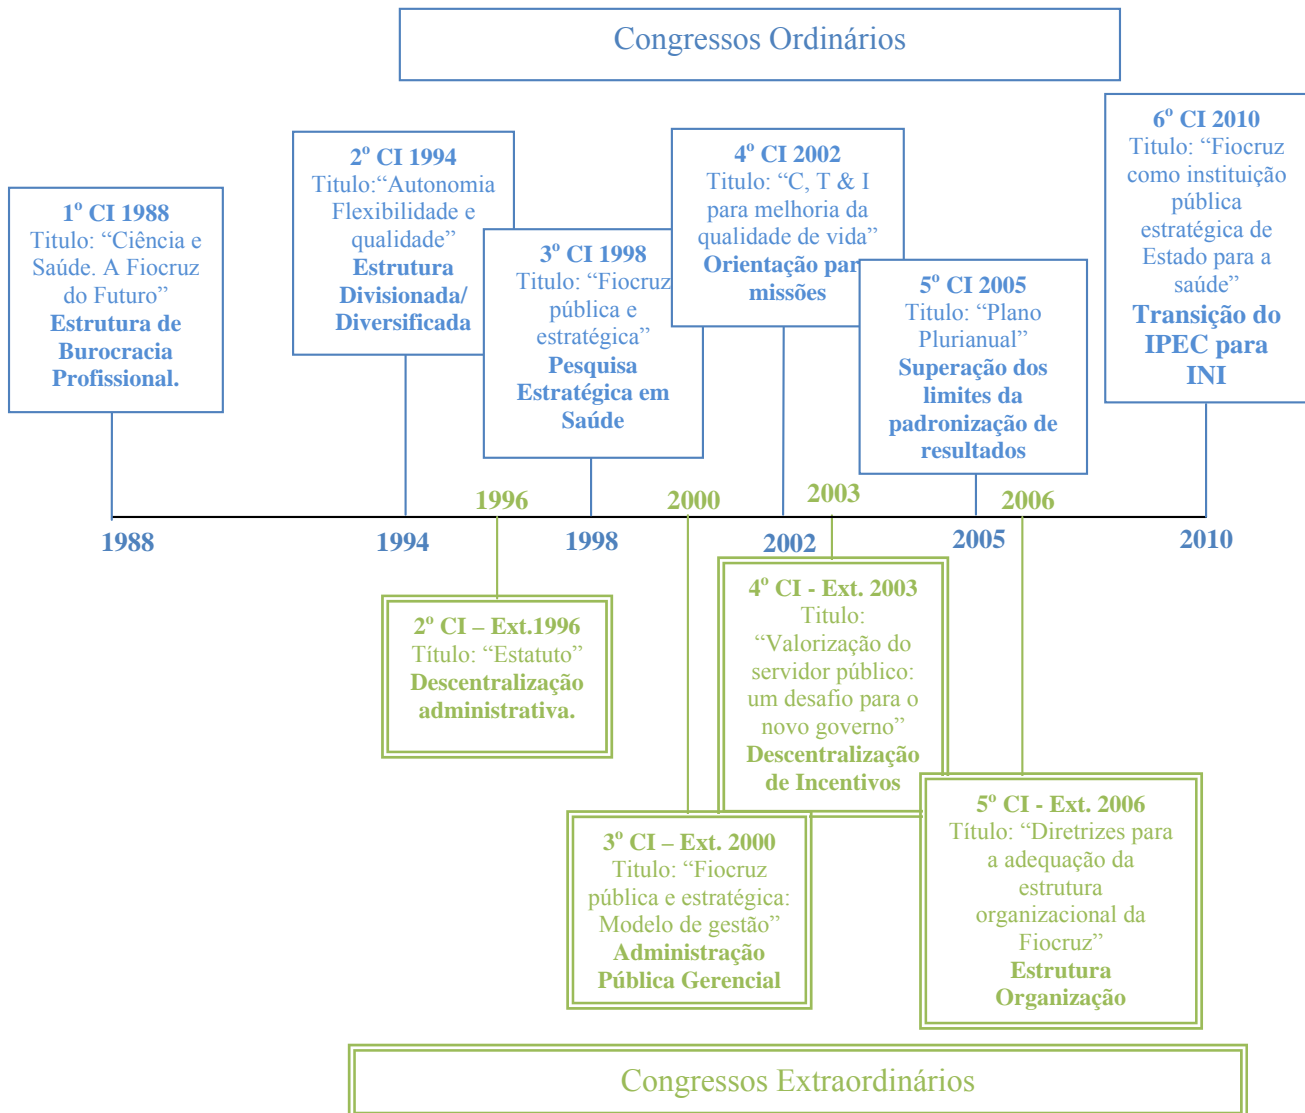 Congressos Ordinários
1º CI 1988
Titulo: “Ciência e
Saúde. A Fiocruz
do Futuro”
Estrutura de
Burocracia
Profissional.
2º CI 1994
Titulo:“Autonomia
Flexibilidade e
qualidade”
Estrutura
Divisionada/
Diversificada
3º CI 1998
Titulo: “Fiocruz
pública e
estratégica”
Pesquisa
Estratégica em
Saúde
4º CI 2002
Titulo: “C, T & I
para melhoria da
qualidade de vida”
Orientação par
missões
5º CI 2005
Titulo: “Plano
Plurianual”
Superação dos
limites da
padronização de
resultados
6º CI 2010
Titulo: “Fiocruz
como instituição
pública
estratégica de
Estado para a
saúde”
Transição do
IPEC para
INI
1996
2000
2003
2006
1988
1994
1998
2002
2005
2010
2º CI – Ext.1996
Título: “Estatuto”
Descentralização
administrativa.
3º CI – Ext. 2000
Titulo: “Fiocruz
pública e estratégica:
Modelo de gestão”
Administração
Pública Gerencial
4º CI - Ext. 2003
Titulo:
“Valorização do
servidor público:
um desafio para o
novo governo”
Descentralização
de Incentivos
5º CI - Ext. 2006
Título: “Diretrizes para
a adequação da
estrutura
organizacional da
Fiocruz”
Estrutura
Organização
Congressos Extraordinários